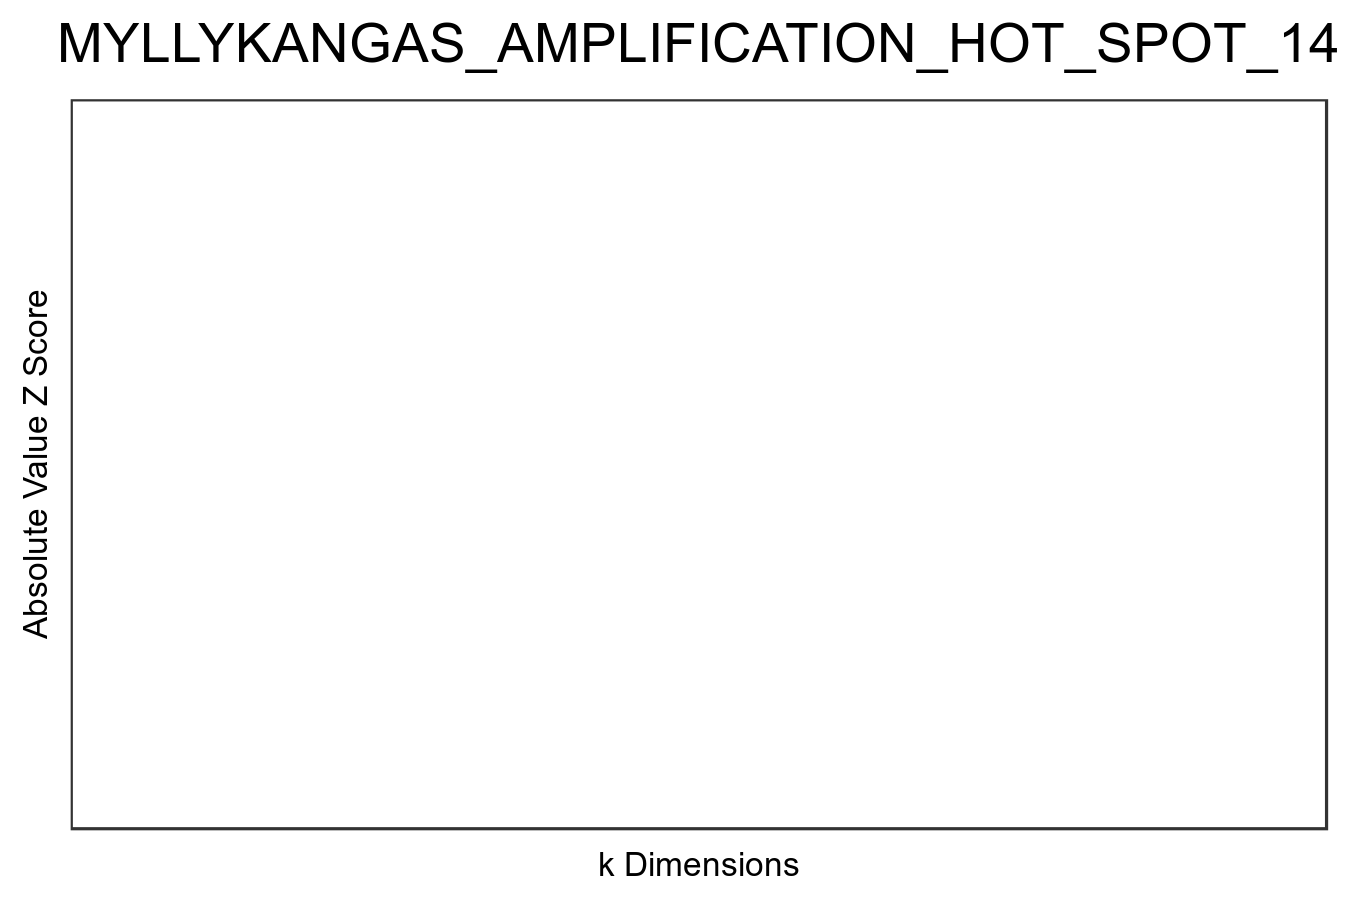 MYLLYKANGAS_AMPLIFICATION_HOT_SPOT_14
Absolute Value Z Score
k Dimensions